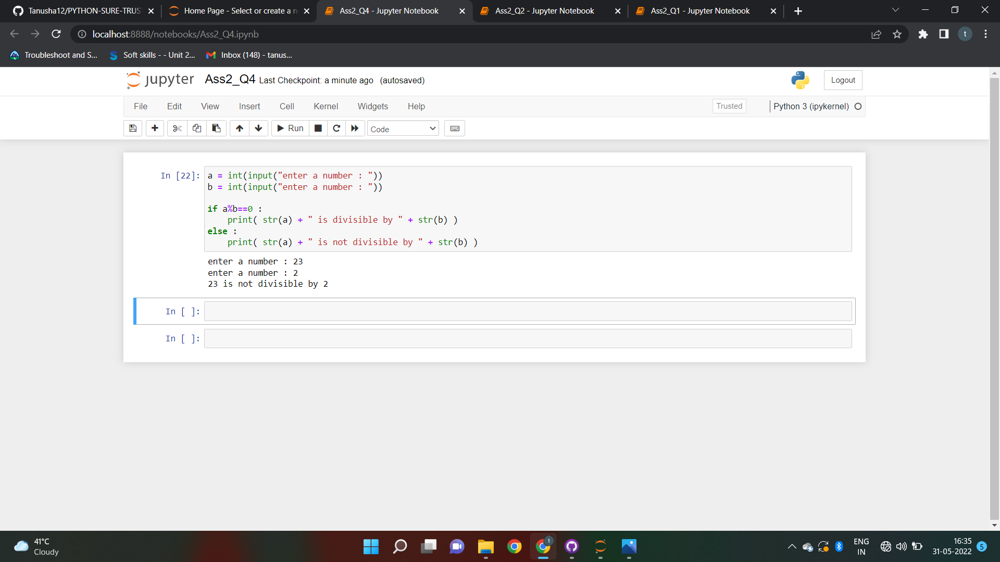 Tanusha12/PYTHON-SURE-TRUS
Home Page - Select or create a n
Ass2_Q4 - Jupyter Notebook
Ass2_Q2 - Jupyter Notebook
Ass2_Q1 - Jupyter Notebook
localhost:8888/notebooks/Ass2_Q4.ipynb
t
Troubleshoot and S...
Soft skills - - Unit 2...
Inbox (148) - tanus...
jupyter Ass2_Q4 Last Checkpoint: a minute ago (autosaved)
Logout
File Edit View Insert Cell Kernel Widgets Help
Trusted
Python 3 (ipykernel)
Run
Code
In [22]:
a = int(input("enter a number : "))
b = int(input("enter a number : "))
if a%b==0 :
    print( str(a) + " is divisible by " + str(b) )
else :
    print( str(a) + " is not divisible by " + str(b) )
enter a number : 23
enter a number : 2
23 is not divisible by 2
In [ ]:
In [ ]:
41°C
Cloudy
t
ENG
IN
16:35
31-05-2022
5